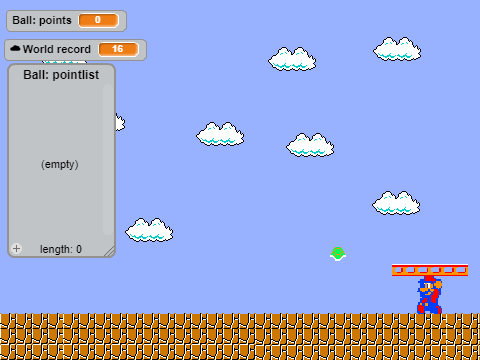 Ball: points 0
World record 16
Ball: pointlist
(empty)
+ length: 0